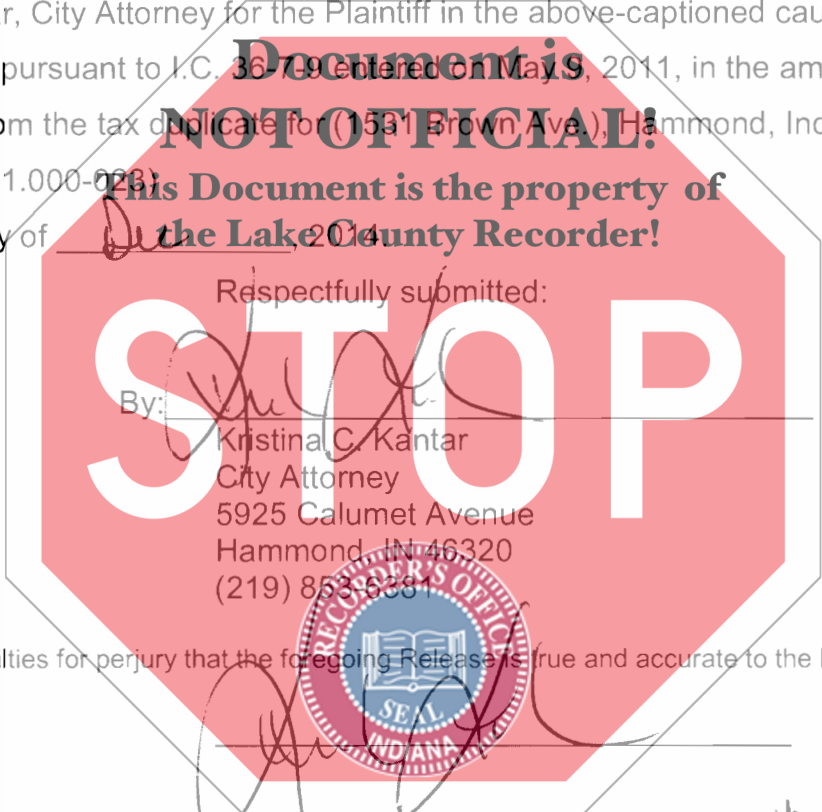 r, City Attorney for the Plaintiff in the above-captioned cau
Document is
pursuant to I.C. 36-7-9 entered on May 9, 2011, in the am
NOT OFFICIAL!
om the tax duplicate for (1531 Brown Ave.), Hammond, Ind
1.000-023)
This Document is the property of
y of Dec, 2014.
the Lake County Recorder!
Respectfully submitted:
STOP
By:
Kristina C. Kantar
City Attorney
5925 Calumet Avenue
Hammond, IN 46320
(219) 853-6381
RECORDER'S OFFICE
lties for perjury that the foregoing Release is true and accurate to the
SEAL
INDIANA